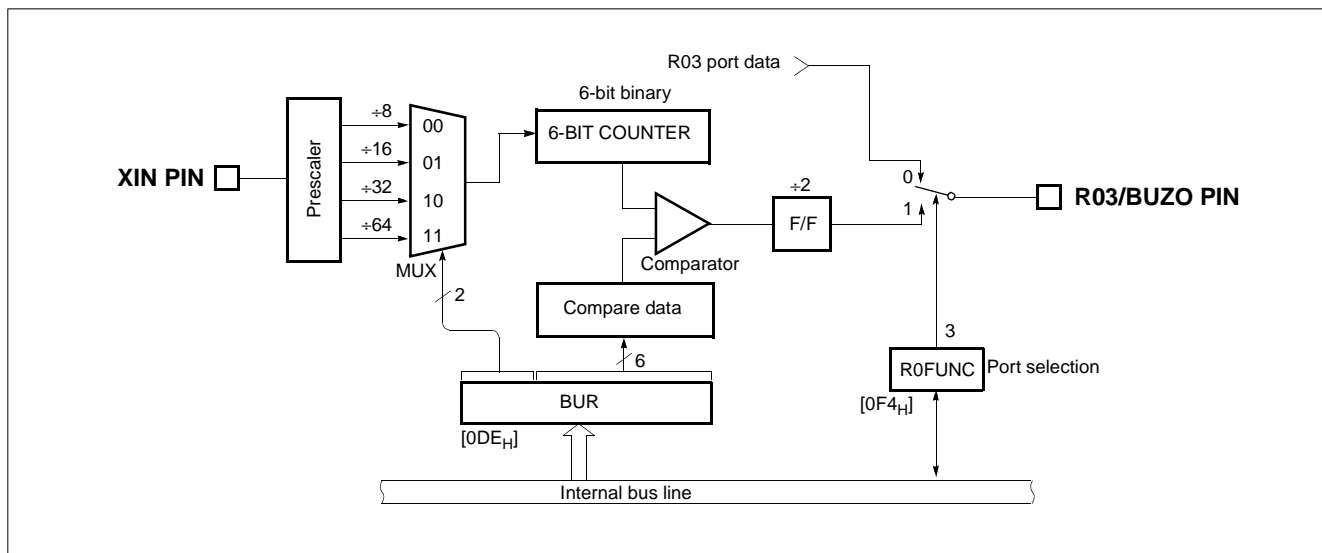 R03 port data
6-bit binary
÷8
00
6-BIT COUNTER
÷16
01
XIN PIN
Prescaler
÷32
10
÷64
11
MUX
÷2
0
1
F/F
R03/BUZO PIN
Comparator
2
Compare data
6
3
R0FUNC
Port selection
[0F4H]
BUR
[0DEH]
Internal bus line